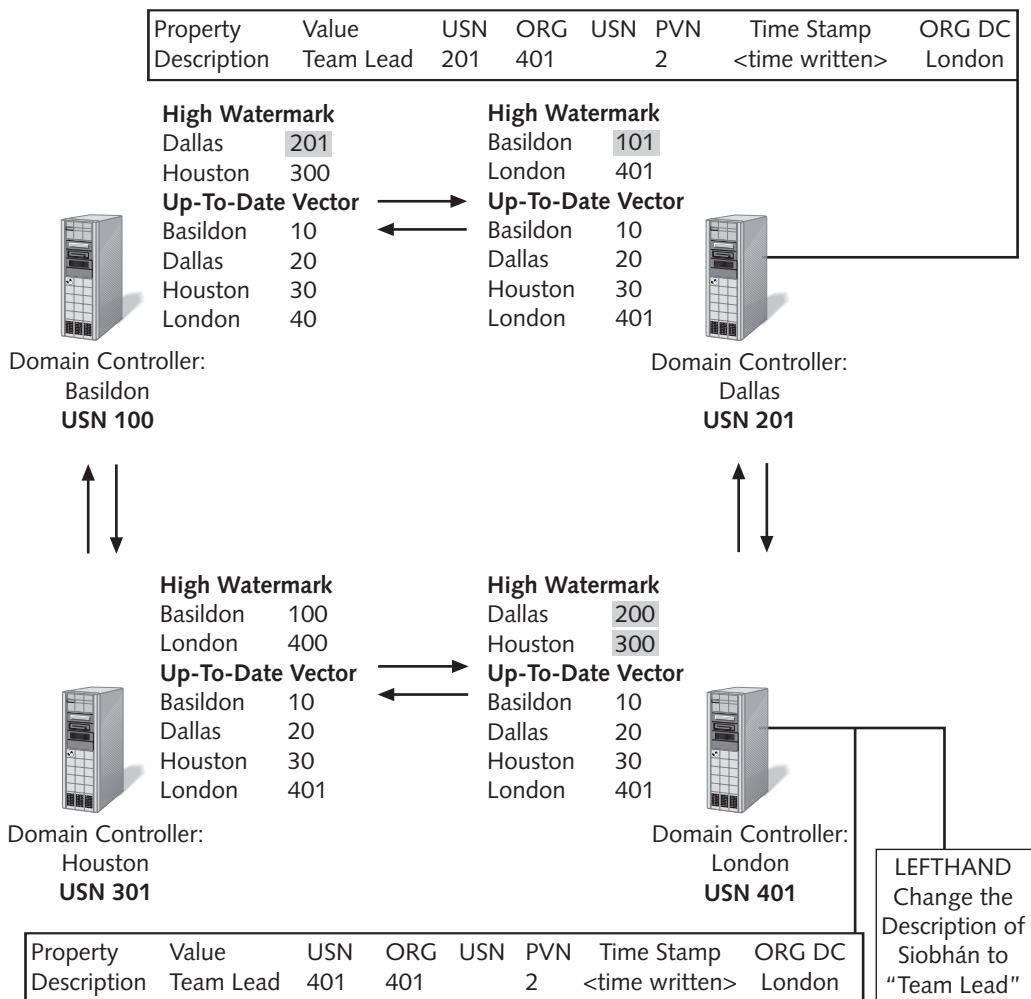 Property Value USN ORG USN PVN Time Stamp ORG DC
Description Team Lead 201 401 2 <time written> London
High Watermark
Dallas 201
Houston 300
Up-To-Date Vector
Basildon 10
Dallas 20
Houston 30
London 40
Domain Controller:
Basildon
USN 100
High Watermark
Basildon 101
London 401
Up-To-Date Vector
Basildon 10
Dallas 20
Houston 30
London 401
Domain Controller:
Dallas
USN 201
High Watermark
Basildon 100
London 400
Up-To-Date Vector
Basildon 10
Dallas 20
Houston 30
London 401
Domain Controller:
Houston
USN 301
High Watermark
Dallas 200
Houston 300
Up-To-Date Vector
Basildon 10
Dallas 20
Houston 30
London 401
Domain Controller:
London
USN 401
LEFTHAND
Change the
Description of
Siobhán to
"Team Lead"
Property Value USN ORG USN PVN Time Stamp ORG DC
Description Team Lead 401 401 2 <time written> London